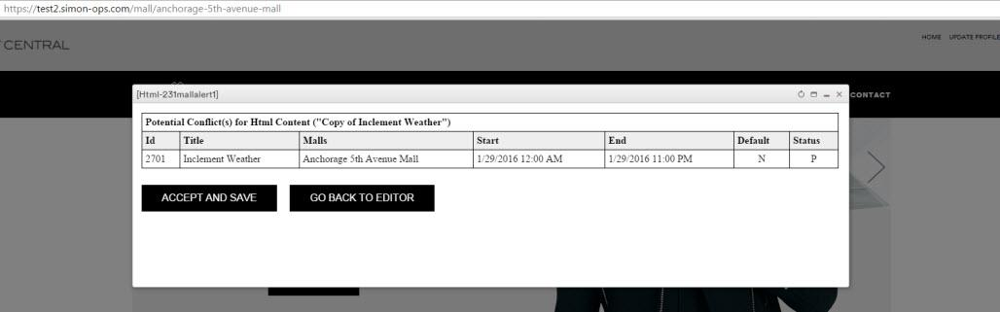 https://test2.simon-ops.com/mall/anchorage-5th-avenue-mall
CENTRAL
HOME UPDATE PROFILE
[Html-231mallalert1]
CONTACT
Potential Conflict(s) for Html Content ("Copy of Inclement Weather")
Id Title Malls Start End Default Status
2701 Inclement Weather Anchorage 5th Avenue Mall 1/29/2016 12:00 AM 1/29/2016 11:00 PM N P
ACCEPT AND SAVE GO BACK TO EDITOR